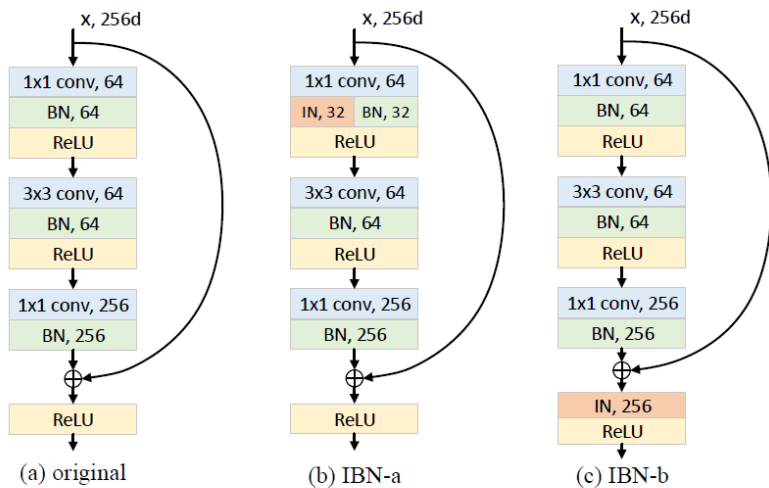 x, 256d
1x1 conv, 64
BN, 64
ReLU
3x3 conv, 64
BN, 64
ReLU
1x1 conv, 256
BN, 256
ReLU
(a) original
x, 256d
1x1 conv, 64
IN, 32 BN, 32
ReLU
3x3 conv, 64
BN, 64
ReLU
1x1 conv, 256
BN, 256
ReLU
(b) IBN-a
x, 256d
1x1 conv, 64
BN, 64
ReLU
3x3 conv, 64
BN, 64
ReLU
1x1 conv, 256
BN, 256
IN, 256
ReLU
(c) IBN-b